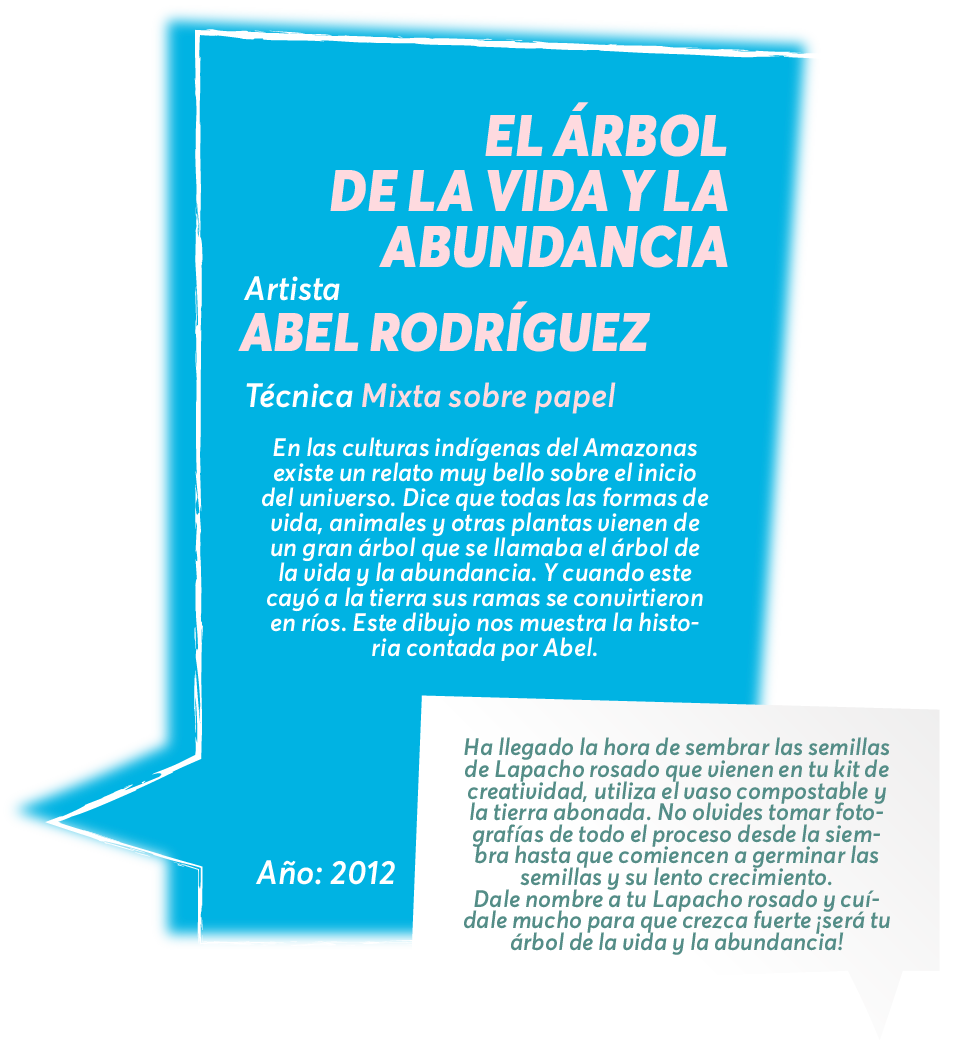 EL ÁRBOL
DE LA VIDA Y LA
ABUNDANCIA
Artista
ABEL RODRÍGUEZ
Técnica Mixta sobre papel
En las culturas indígenas del Amazonas
existe un relato muy bello sobre el inicio
del universo. Dice que todas las formas de
vida, animales y otras plantas vienen de
un gran árbol que se llamaba el árbol de
la vida y la abundancia. Y cuando este
cayó a la tierra sus ramas se convirtieron
en ríos. Este dibujo nos muestra la histo-
ria contada por Abel.
Año: 2012
Ha llegado la hora de sembrar las semillas
de Lapacho rosado que vienen en tu kit de
creatividad, utiliza el vaso compostable y
la tierra abonada. No olvides tomar foto-
grafías de todo el proceso desde la siem-
bra hasta que comiencen a germinar las
semillas y su lento crecimiento.
Dale nombre a tu Lapacho rosado y cuí-
dale mucho para que crezca fuerte ¡será tu
árbol de la vida y la abundancia!